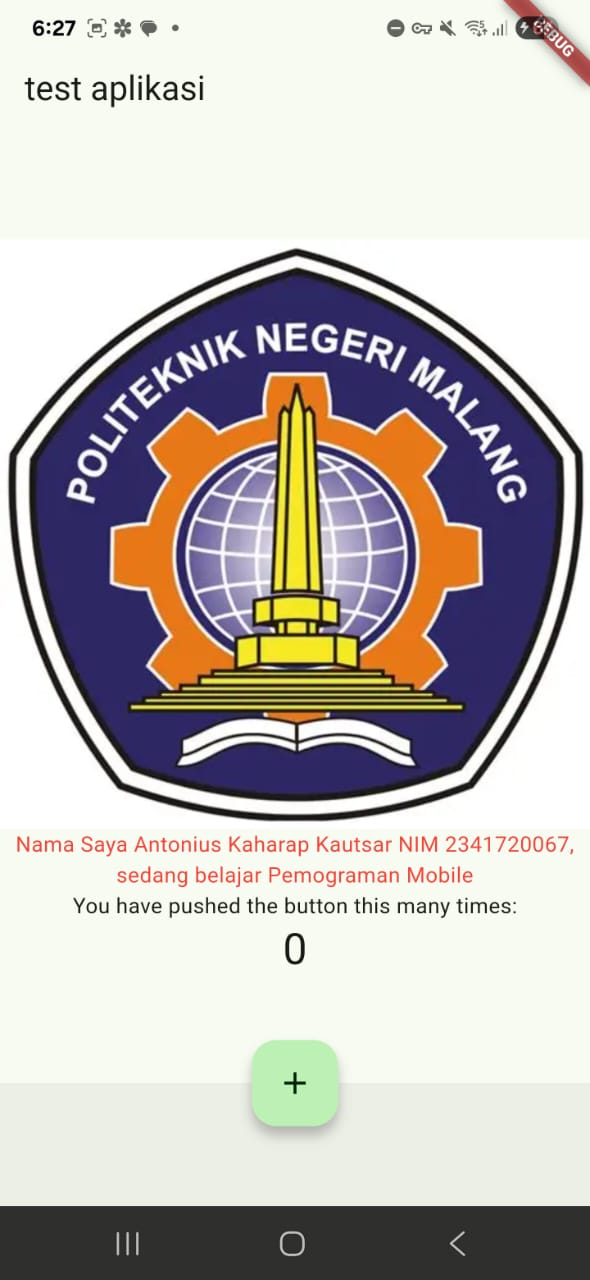 6:27
DEBUG
test aplikasi
POLITEKNIK NEGERI MALANG
Nama Saya Antonius Kaharap Kautsar NIM 2341720067,
sedang belajar Pemograman Mobile
You have pushed the button this many times:
0
+